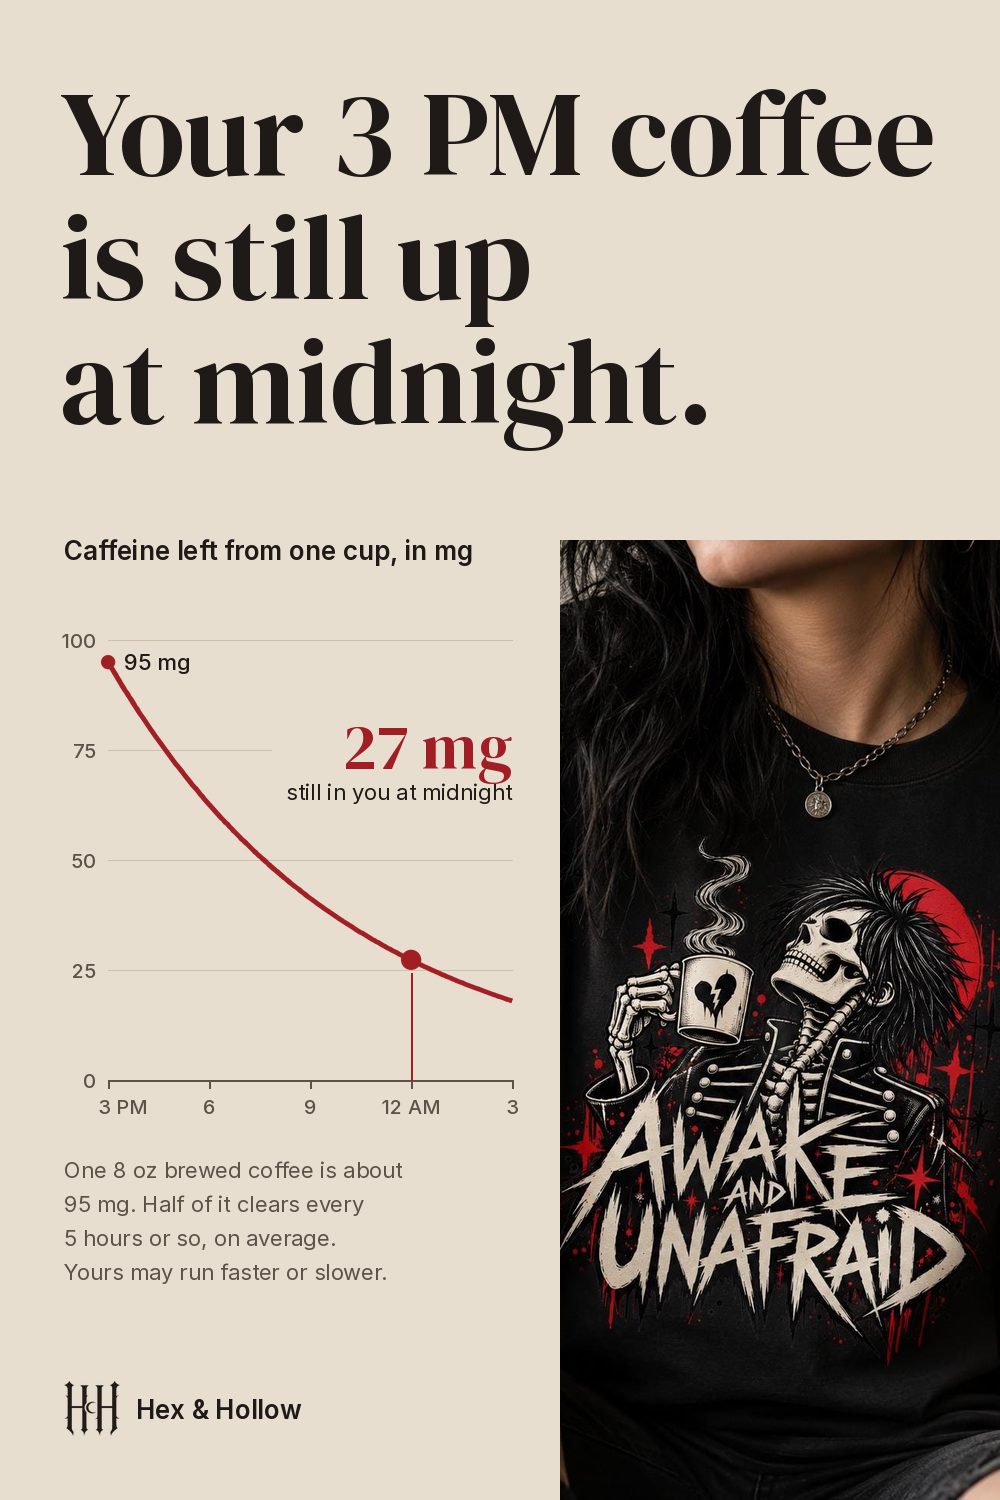 Your 3 PM coffee
is still up
at midnight.
Caffeine left from one cup, in mg
100
95 mg
75
27 mg
still in you at midnight
50
25
0
3 PM 6 9 12 AM 3
One 8 oz brewed coffee is about
95 mg. Half of it clears every
5 hours or so, on average.
Yours may run faster or slower.
HCH Hex & Hollow
AWAKE
AND
UNAFRAID